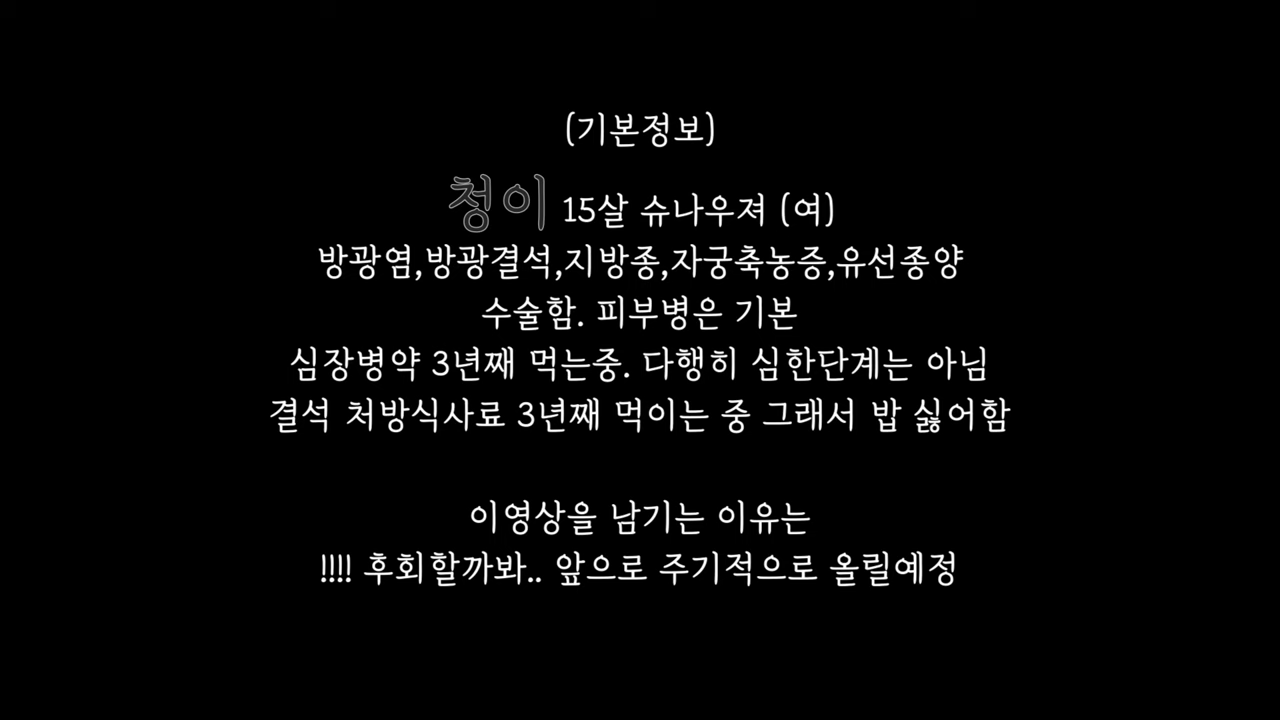 (기본정보)
청이 15살 슈나우져 (여)
방광염,방광결석,지방종,자궁축농증,유선종양
수술함. 피부병은 기본
심장병약 3년째 먹는중. 다행히 심한단계는 아님
결석 처방식사료 3년째 먹이는 중 그래서 밥 싫어함
이영상을 남기는 이유는
!!!! 후회할까봐.. 앞으로 주기적으로 올릴예정